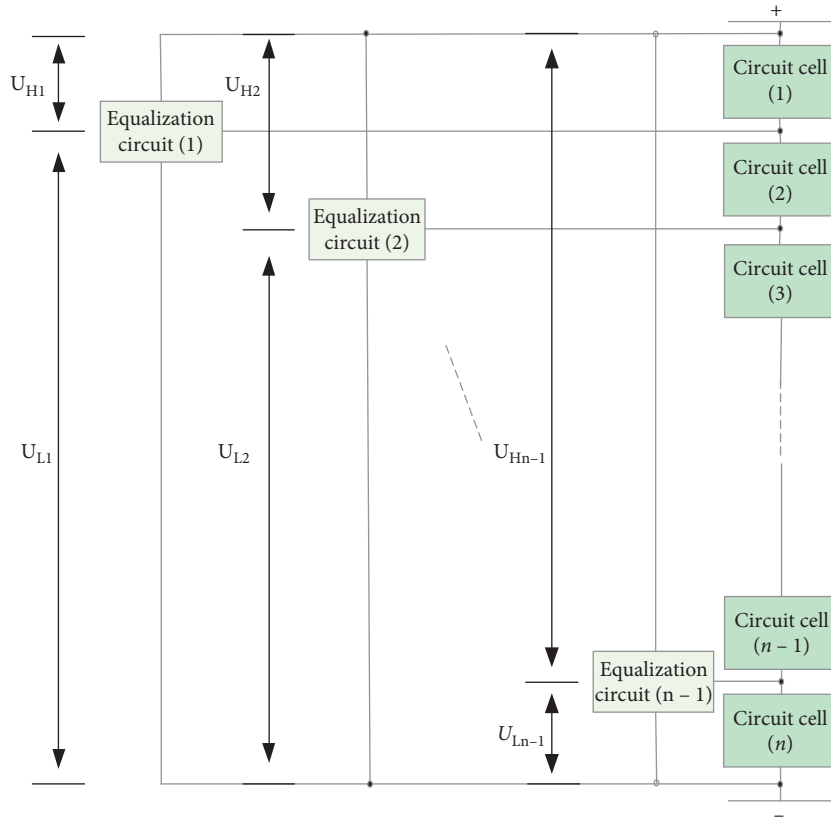 +
Circuit cell
(1)
U_H1
U_H2
Equalization
circuit (1)
Circuit cell
(2)
Equalization
circuit (2)
Circuit cell
(3)
U_L1
U_L2
U_Hn–1
Circuit cell
(n – 1)
Equalization
circuit (n – 1)
Circuit cell
(n)
U_Ln–1
–